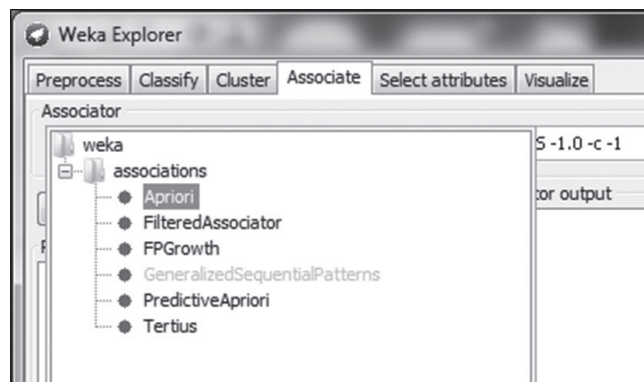 Weka Explorer
Preprocess Classify Cluster Associate Select attributes Visualize
Associator
weka
associations
Apriori
FilteredAssociator
FPGrowth
GeneralizedSequentialPatterns
PredictiveApriori
Tertius
S -1.0 -c -1
tor output